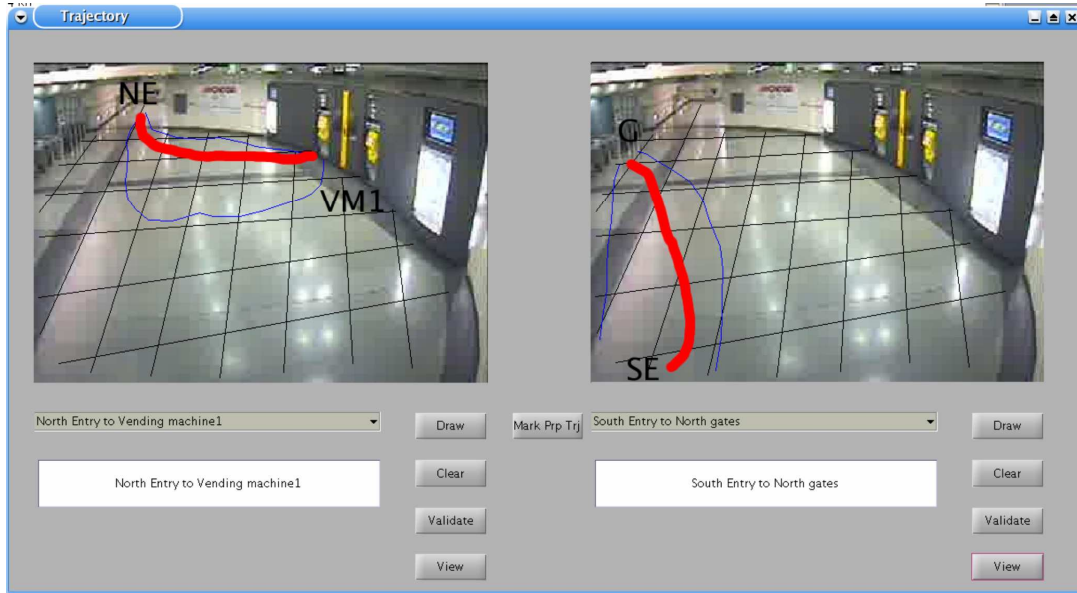 Trajectory
NE
VM1
G
SE
North Entry to Vending machine1
Draw
Mark Prp Trj
South Entry to North gates
Draw
North Entry to Vending machine1
Clear
South Entry to North gates
Clear
Validate
Validate
View
View